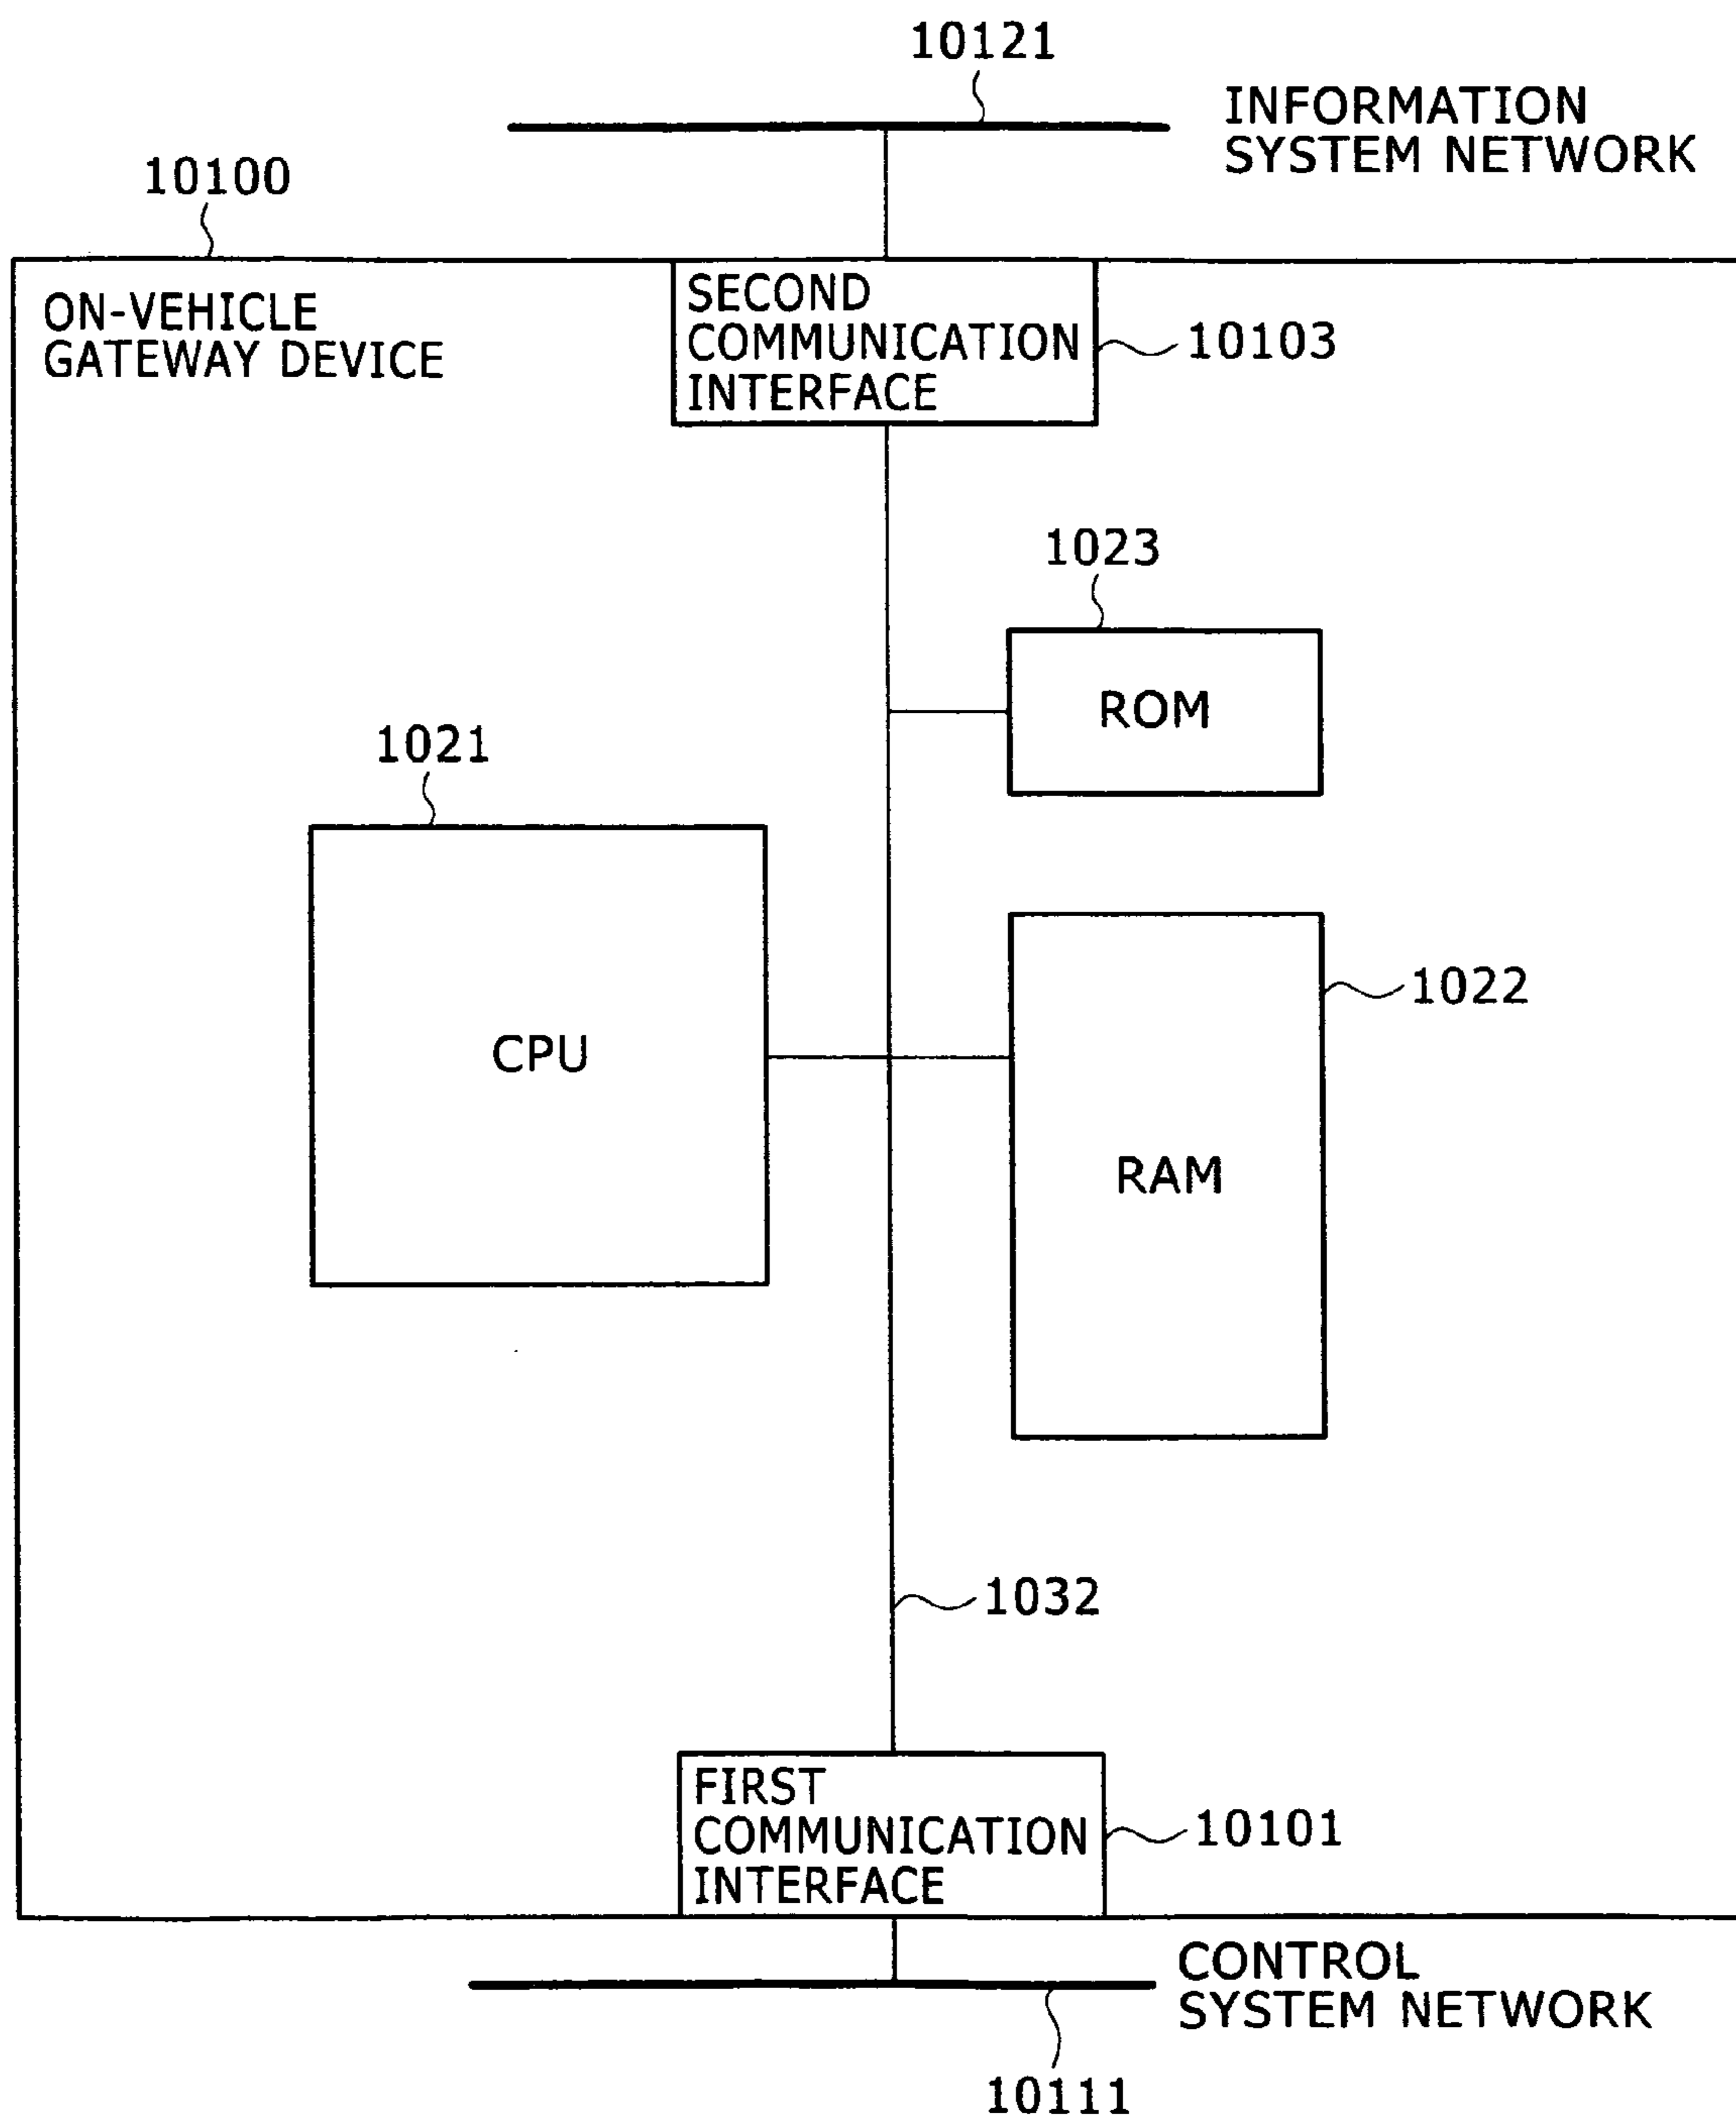 10121
INFORMATION
SYSTEM NETWORK
10100
ON-VEHICLE
GATEWAY DEVICE
SECOND
COMMUNICATION
INTERFACE
10103
1023
ROM
1021
CPU
1022
RAM
1032
FIRST
COMMUNICATION
INTERFACE
10101
CONTROL
SYSTEM NETWORK
10111